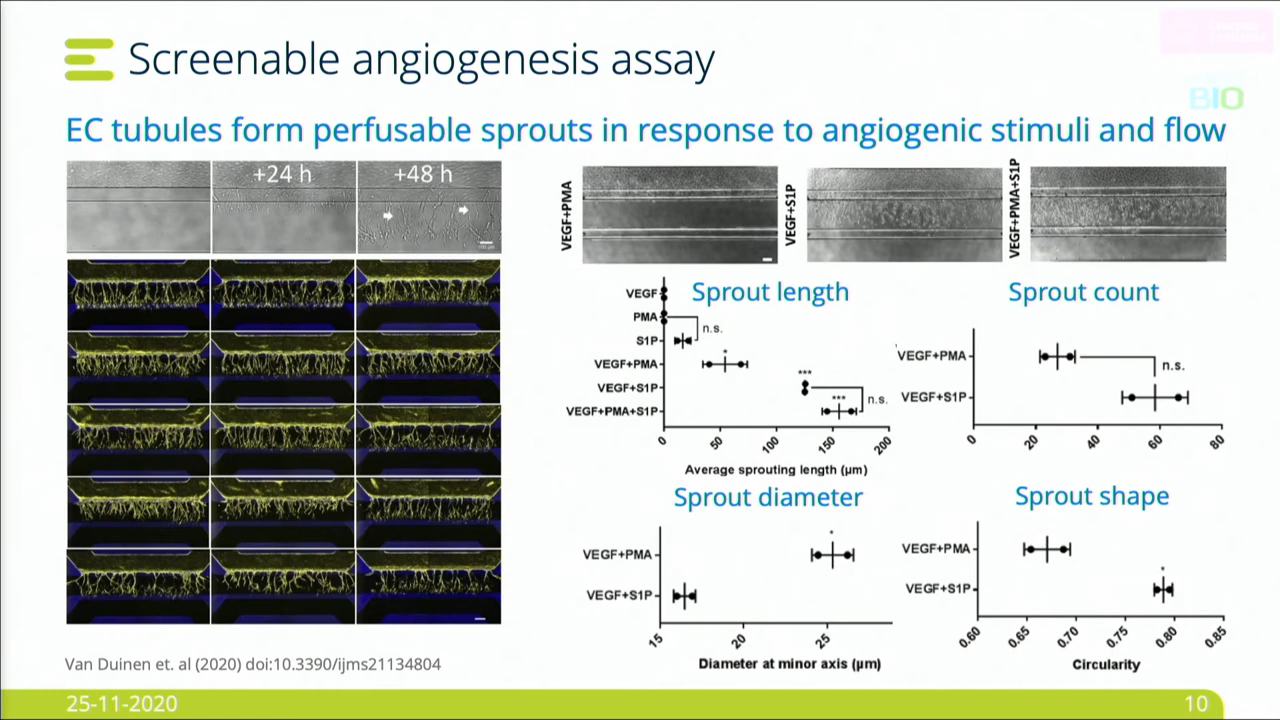 Screenable angiogenesis assay
BIO
EC tubules form perfusable sprouts in response to angiogenic stimuli and flow
+24 h
+48 h
VEGF+PMA
VEGF+S1P
VEGF+PMA+S1P
Sprout length
VEGF
PMA
S1P
VEGF+PMA
VEGF+S1P
VEGF+PMA+S1P
n.s.
*
***
***
n.s.
0
50
100
150
200
Average sprouting length (µm)
Sprout count
VEGF+PMA
VEGF+S1P
n.s.
0
20
40
60
80
Sprout diameter
VEGF+PMA
VEGF+S1P
*
15
20
25
Diameter at minor axis (µm)
Sprout shape
VEGF+PMA
VEGF+S1P
*
0.60
0.65
0.70
0.75
0.80
0.85
Circularity
Van Duinen et. al (2020) doi:10.3390/ijms21134804
25-11-2020
10